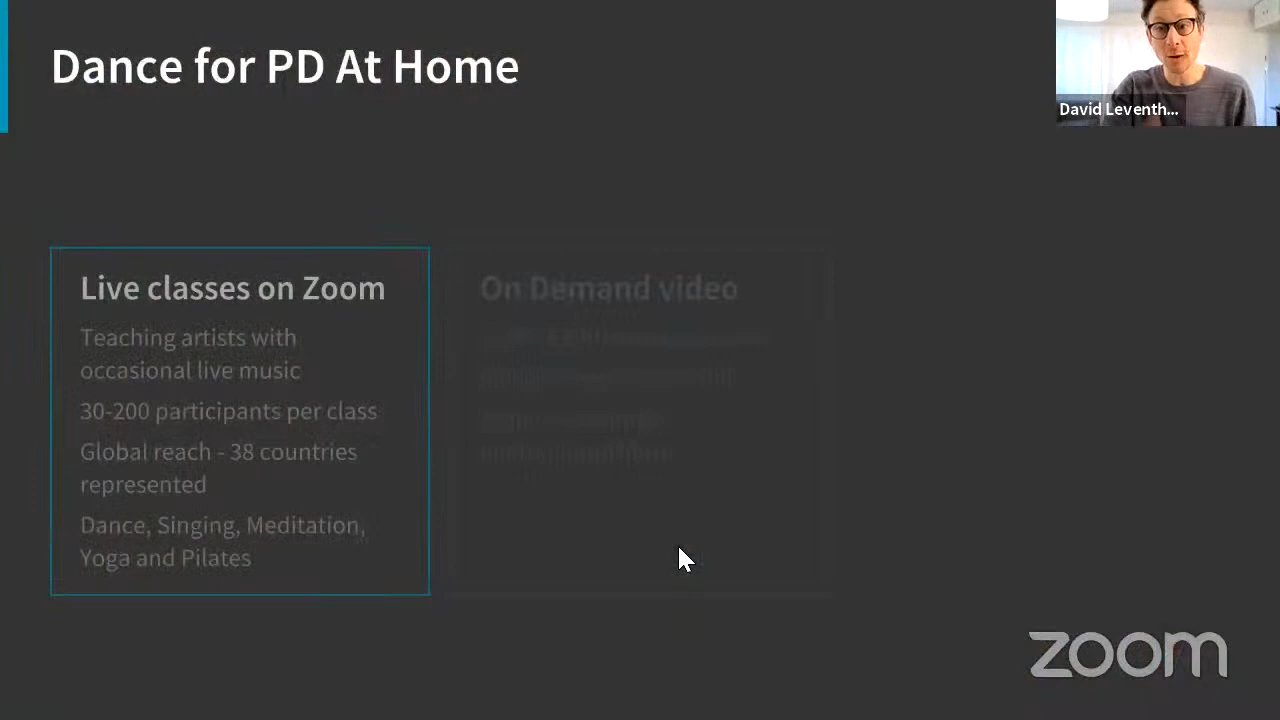 Dance for PD At Home
David Leventh...
Live classes on Zoom
Teaching artists with
occasional live music
30-200 participants per class
Global reach - 38 countries
represented
Dance, Singing, Meditation,
Yoga and Pilates
On Demand video
zoom